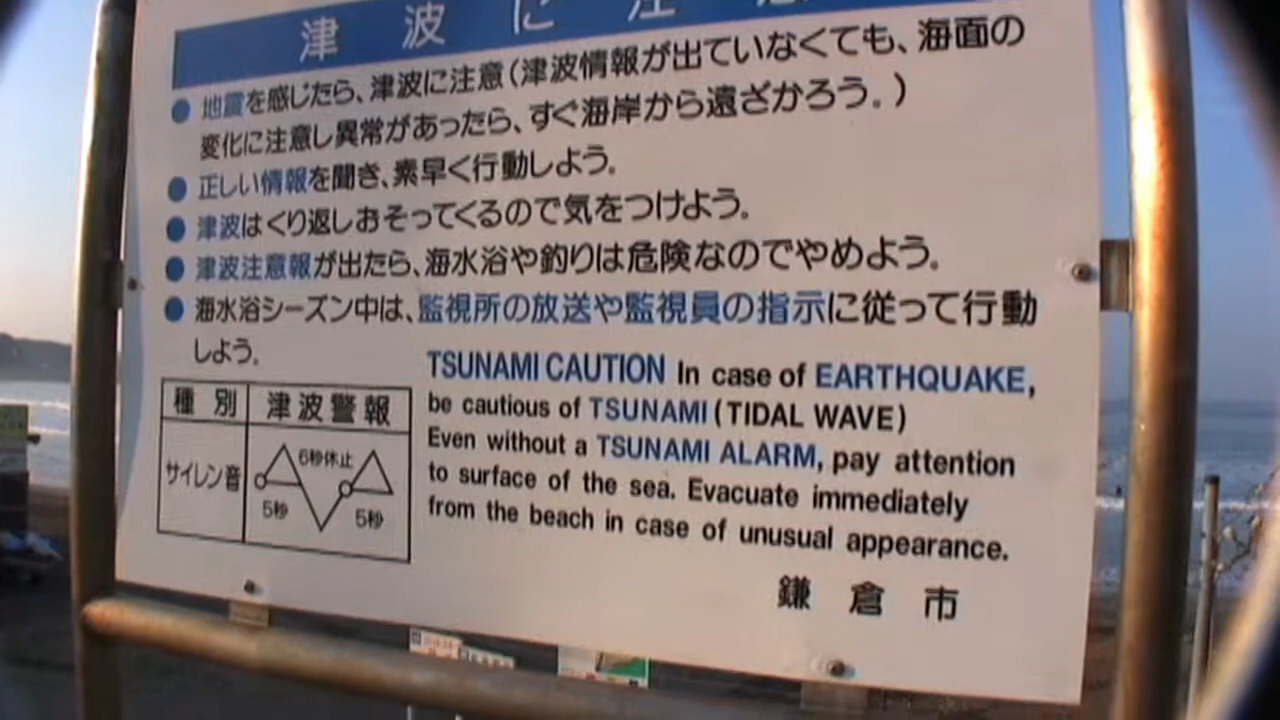 津波に注意
● 地震を感じたら、津波に注意(津波情報が出ていなくても、海面の
変化に注意し異常があったら、すぐ海岸から遠ざかろう。)
● 正しい情報を聞き、素早く行動しよう。
● 津波はくり返しおそってくるので気をつけよう。
● 津波注意報が出たら、海水浴や釣りは危険なのでやめよう。
● 海水浴シーズン中は、監視所の放送や監視員の指示に従って行動
しよう。
TSUNAMI CAUTION In case of EARTHQUAKE,
be cautious of TSUNAMI (TIDAL WAVE)
Even without a TSUNAMI ALARM, pay attention
to surface of the sea. Evacuate immediately
from the beach in case of unusual appearance.
種別 津波警報
サイレン音 6秒休止
5秒 5秒
鎌倉市